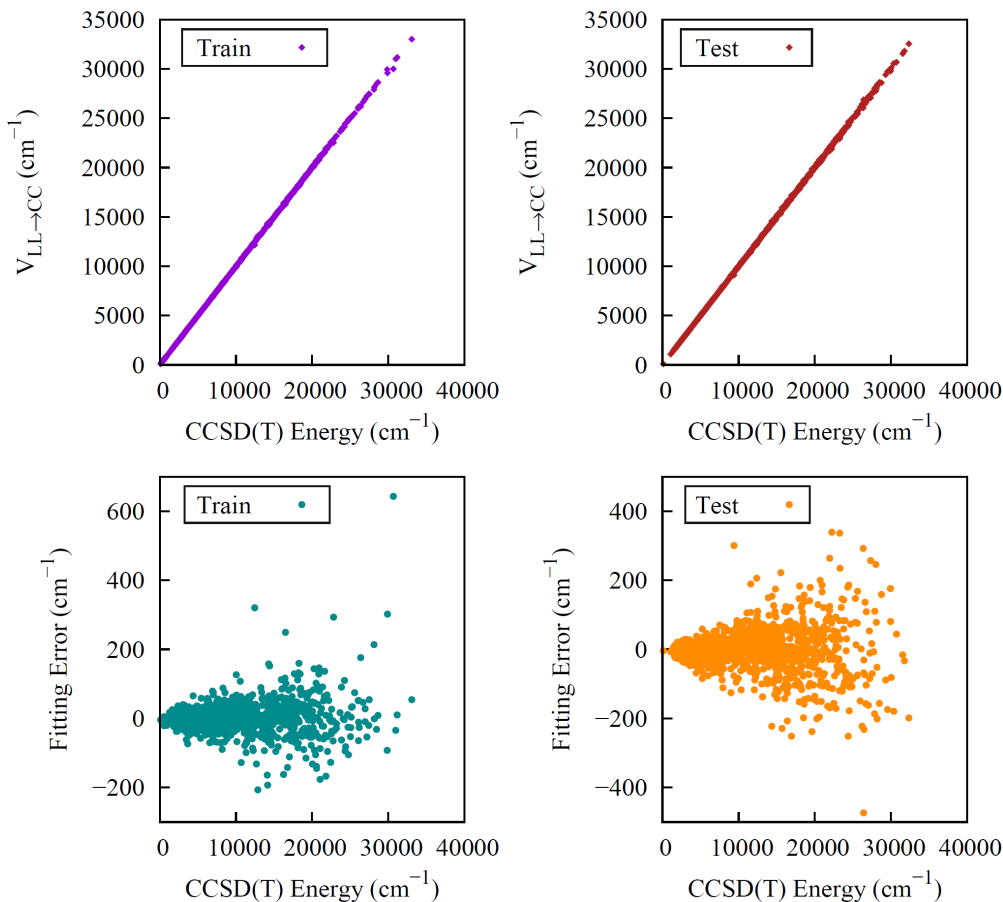 35000
30000
25000
20000
15000
10000
5000
0
V_LL→CC (cm⁻¹)
Train
0 10000 20000 30000 40000
CCSD(T) Energy (cm⁻¹)
35000
30000
25000
20000
15000
10000
5000
0
V_LL→CC (cm⁻¹)
Test
0 10000 20000 30000 40000
CCSD(T) Energy (cm⁻¹)
600
400
200
0
−200
Fitting Error (cm⁻¹)
Train
0 10000 20000 30000 40000
CCSD(T) Energy (cm⁻¹)
400
200
0
−200
−400
Fitting Error (cm⁻¹)
Test
0 10000 20000 30000 40000
CCSD(T) Energy (cm⁻¹)